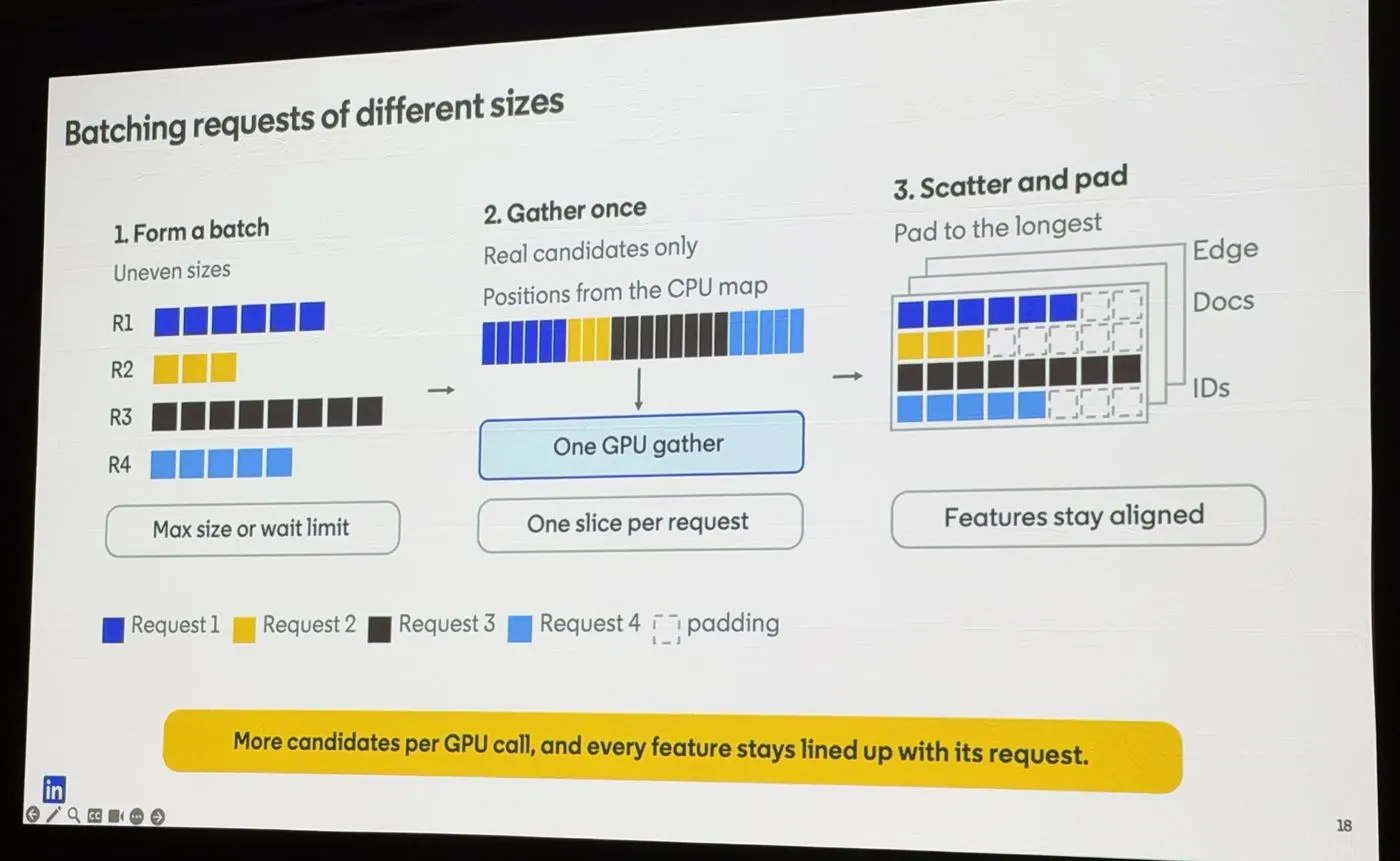 Batching requests of different sizes
1. Form a batch
Uneven sizes
R1
R2
R3
R4
Max size or wait limit
2. Gather once
Real candidates only
Positions from the CPU map
One GPU gather
One slice per request
3. Scatter and pad
Pad to the longest
Edge
Docs
IDs
Features stay aligned
Request 1
Request 2
Request 3
Request 4
padding
More candidates per GPU call, and every feature stays lined up with its request.
in
CC
18